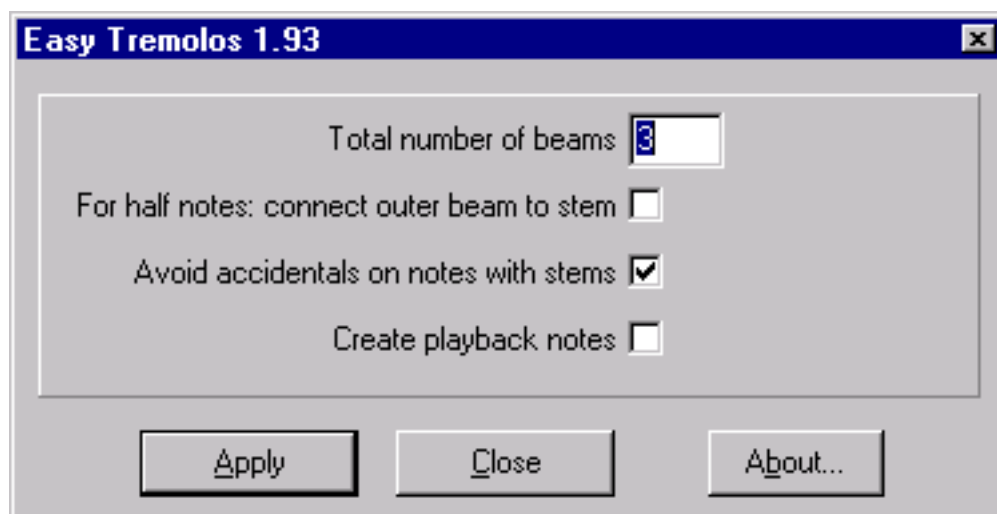 Easy Tremolos 1.93
Total number of beams 3
For half notes: connect outer beam to stem
Avoid accidentals on notes with stems
Create playback notes
Apply Close About...